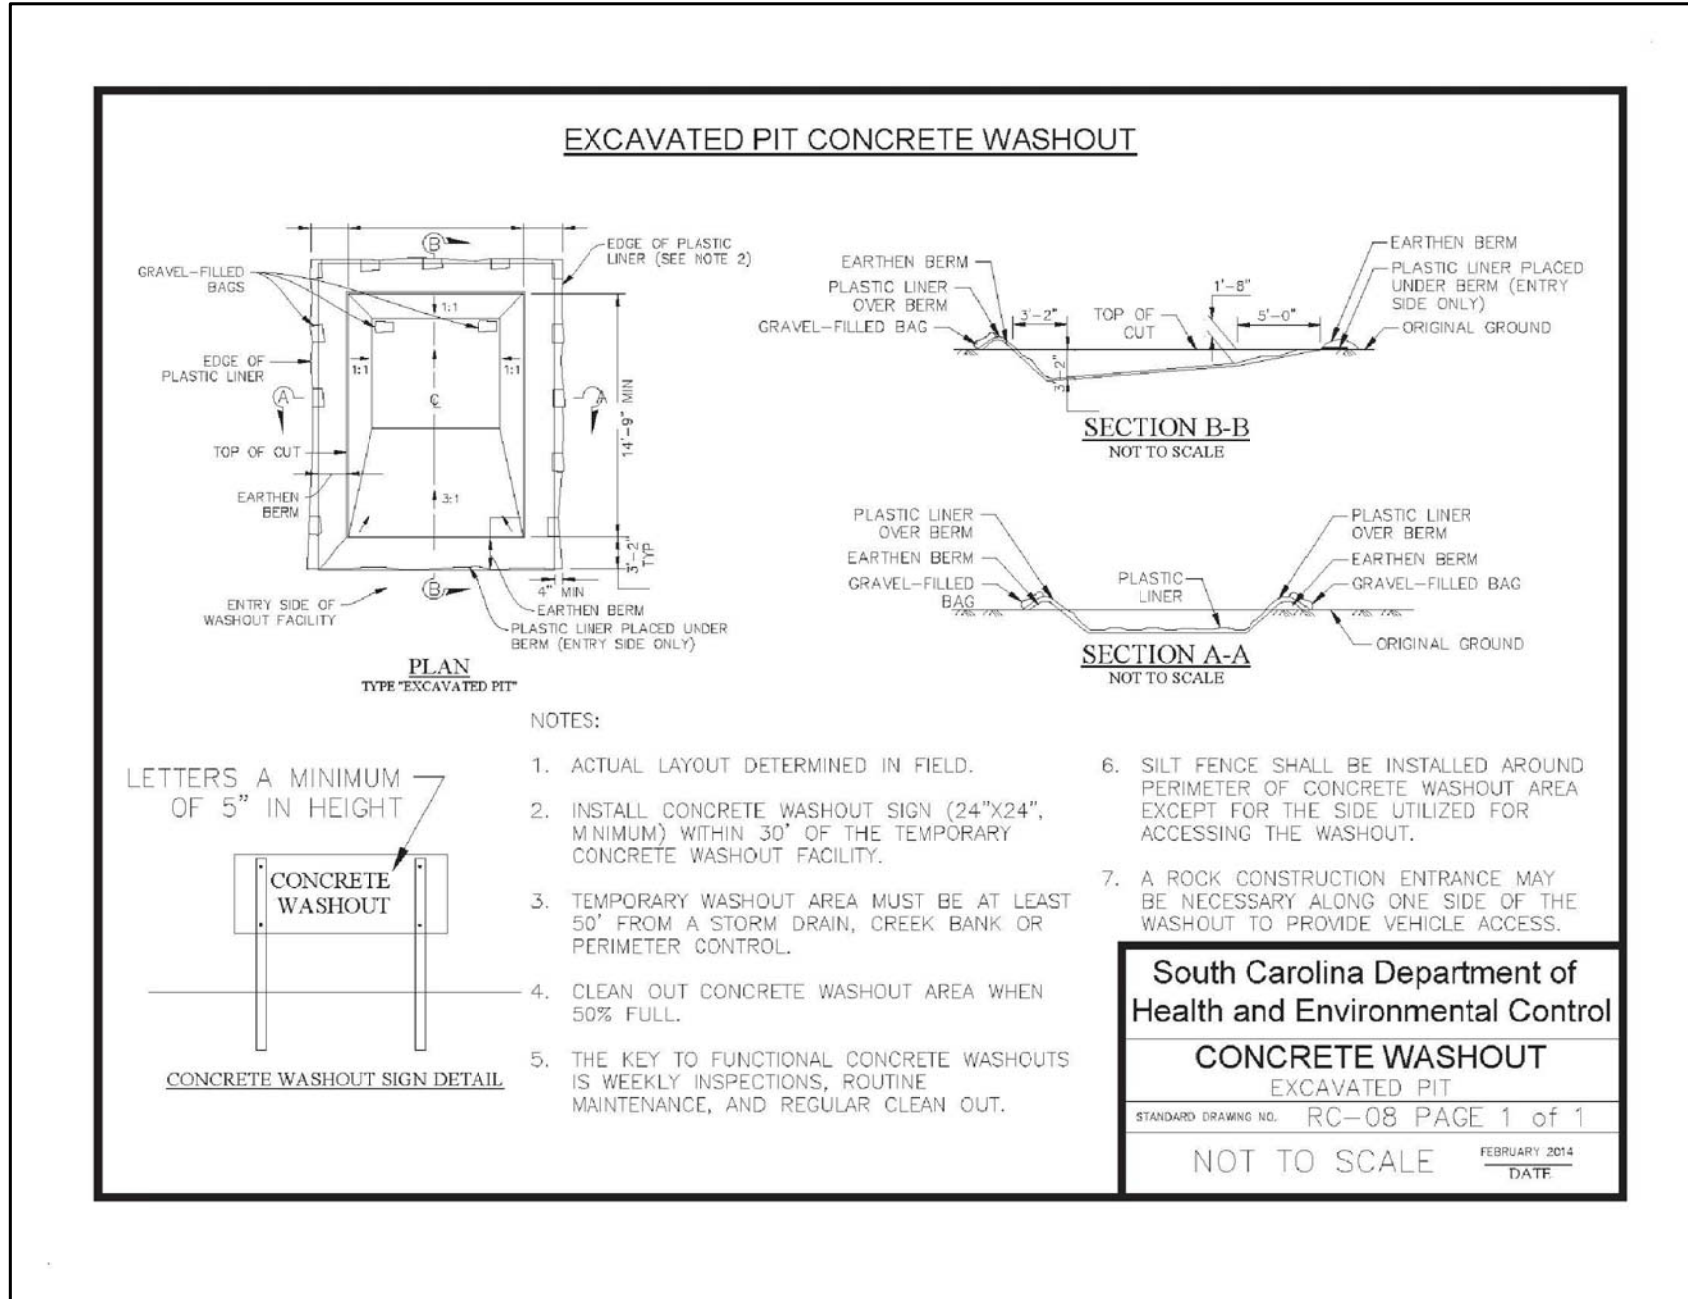 EXCAVATED PIT CONCRETE WASHOUT
B
EDGE OF PLASTIC
LINER (SEE NOTE 2)
GRAVEL-FILLED
BAGS
1:1
EDGE OF
PLASTIC LINER
1:1
1:1
A
A
℄
14'-9" MIN
TOP OF CUT
EARTHEN
BERM
3:1
3'-2"
TYP
B
4" MIN
ENTRY SIDE OF
WASHOUT FACILITY
EARTHEN BERM
PLASTIC LINER PLACED UNDER
BERM (ENTRY SIDE ONLY)
PLAN
TYPE "EXCAVATED PIT"
EARTHEN BERM
PLASTIC LINER
OVER BERM
GRAVEL-FILLED BAG
3'-2"
TOP OF
CUT
1'-8"
5'-0"
EARTHEN BERM
PLASTIC LINER PLACED
UNDER BERM (ENTRY
SIDE ONLY)
ORIGINAL GROUND
3'-2"
SECTION B-B
NOT TO SCALE
PLASTIC LINER
OVER BERM
EARTHEN BERM
GRAVEL-FILLED
BAG
PLASTIC
LINER
PLASTIC LINER
OVER BERM
EARTHEN BERM
GRAVEL-FILLED BAG
ORIGINAL GROUND
SECTION A-A
NOT TO SCALE
LETTERS A MINIMUM
OF 5" IN HEIGHT
CONCRETE
WASHOUT
CONCRETE WASHOUT SIGN DETAIL
NOTES:
1. ACTUAL LAYOUT DETERMINED IN FIELD.
2. INSTALL CONCRETE WASHOUT SIGN (24"X24",
M NIMUM) WITHIN 30' OF THE TEMPORARY
CONCRETE WASHOUT FACILITY.
3. TEMPORARY WASHOUT AREA MUST BE AT LEAST
50' FROM A STORM DRAIN, CREEK BANK OR
PERIMETER CONTROL.
4. CLEAN OUT CONCRETE WASHOUT AREA WHEN
50% FULL.
5. THE KEY TO FUNCTIONAL CONCRETE WASHOUTS
IS WEEKLY INSPECTIONS, ROUTINE
MAINTENANCE, AND REGULAR CLEAN OUT.
6. SILT FENCE SHALL BE INSTALLED AROUND
PERIMETER OF CONCRETE WASHOUT AREA
EXCEPT FOR THE SIDE UTILIZED FOR
ACCESSING THE WASHOUT.
7. A ROCK CONSTRUCTION ENTRANCE MAY
BE NECESSARY ALONG ONE SIDE OF THE
WASHOUT TO PROVIDE VEHICLE ACCESS.
South Carolina Department of
Health and Environmental Control
CONCRETE WASHOUT
EXCAVATED PIT
STANDARD DRAWING NO. RC-08 PAGE 1 of 1
NOT TO SCALE
FEBRUARY 2014
DATE